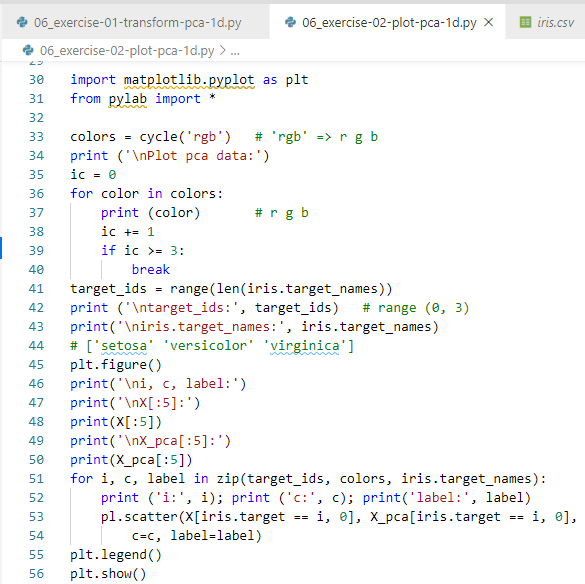 06_exercise-01-transform-pca-1d.py
06_exercise-02-plot-pca-1d.py
iris.csv
06_exercise-02-plot-pca-1d.py > ...
29
30 import matplotlib.pyplot as plt
31 from pylab import *
32
33 colors = cycle('rgb')   # 'rgb' => r g b
34 print ('\nPlot pca data:')
35 ic = 0
36 for color in colors:
37     print (color)       # r g b
38     ic += 1
39     if ic >= 3:
40         break
41 target_ids = range(len(iris.target_names))
42 print ('\ntarget_ids:', target_ids)   # range (0, 3)
43 print('\niris.target_names:', iris.target_names)
44 # ['setosa' 'versicolor' 'virginica']
45 plt.figure()
46 print('\ni, c, label:')
47 print('\nX[:5]:')
48 print(X[:5])
49 print('\nX_pca[:5]:')
50 print(X_pca[:5])
51 for i, c, label in zip(target_ids, colors, iris.target_names):
52     print ('i:', i); print ('c:', c); print('label:', label)
53     pl.scatter(X[iris.target == i, 0], X_pca[iris.target == i, 0],
54         c=c, label=label)
55 plt.legend()
56 plt.show()